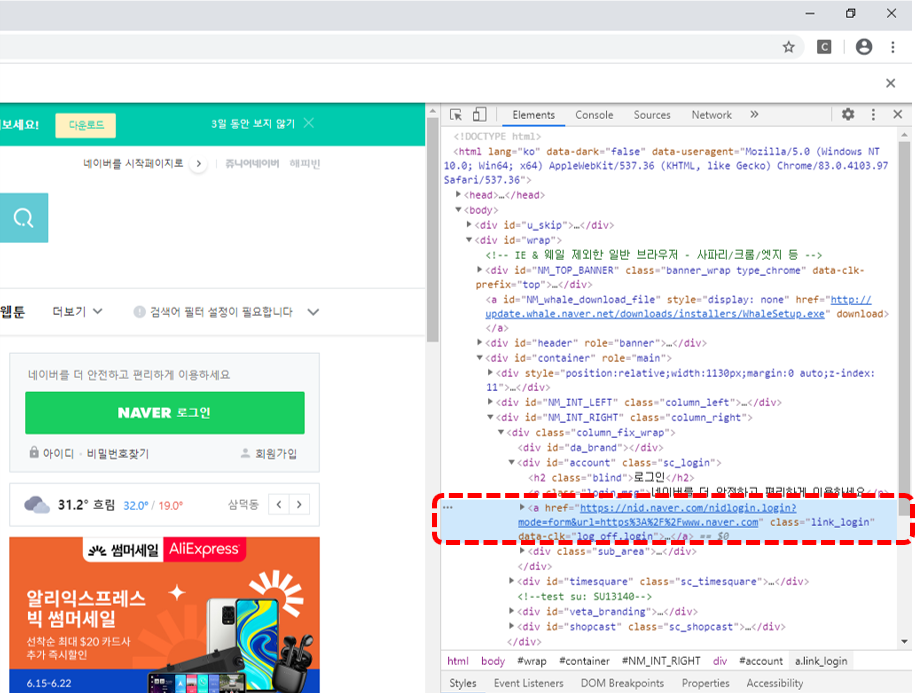 C
보세요!
다운로드
3일 동안 보지 않기
네이버를 시작페이지로
쥬니어네이버
해피빈
웹툰
더보기
검색어 필터 설정이 필요합니다
네이버를 더 안전하고 편리하게 이용하세요
NAVER 로그인
아이디 · 비밀번호찾기
회원가입
31.2° 흐림 32.0° / 19.0°
삼덕동
썸머세일 AliExpress
알리익스프레스
빅 썸머세일
선착순 최대 $20 카드사
추가 즉시할인
6.15-6.22
Elements Console Sources Network »
<!DOCTYPE html>
<html lang="ko" data-dark="false" data-useragent="Mozilla/5.0 (Windows NT
10.0; Win64; x64) AppleWebKit/537.36 (KHTML, like Gecko) Chrome/83.0.4103.97
Safari/537.36">
<head>…</head>
<body>
<div id="u_skip">…</div>
<div id="wrap">
<!-- IE & 웨일 제외한 일반 브라우저 - 사파리/크롬/엣지 등 -->
<div id="NM_TOP_BANNER" class="banner_wrap type_chrome" data-clk-
prefix="top">…</div>
<a id="NM_whale_download_file" style="display: none" href="http://
update.whale.naver.net/downloads/installers/WhaleSetup.exe" download>
</a>
<div id="header" role="banner">…</div>
<div id="container" role="main">
<div style="position:relative;width:1130px;margin:0 auto;z-index:
11">…</div>
<div id="NM_INT_LEFT" class="column_left">…</div>
<div id="NM_INT_RIGHT" class="column_right">
<div class="column_fix_wrap">
<div id="da_brand"></div>
<div id="account" class="sc_login">
<h2 class="blind">로그인</h2>
<p class="login_msg">네이버를 더 안전하고 편리하게 이용하세요</p>
<a href="https://nid.naver.com/nidlogin.login?
mode=form&url=https%3A%2F%2Fwww.naver.com" class="link_login"
data-clk="log_off.login">…</a> == $0
<div class="sub_area">…</div>
</div>
<div id="timesquare" class="sc_timesquare">…</div>
<!--test su: SU13140-->
<div id="veta_branding">…</div>
<div id="shopcast" class="sc_shopcast">…</div>
</div>
html body #wrap #container #NM_INT_RIGHT div #account a.link_login
Styles Event Listeners DOM Breakpoints Properties Accessibility